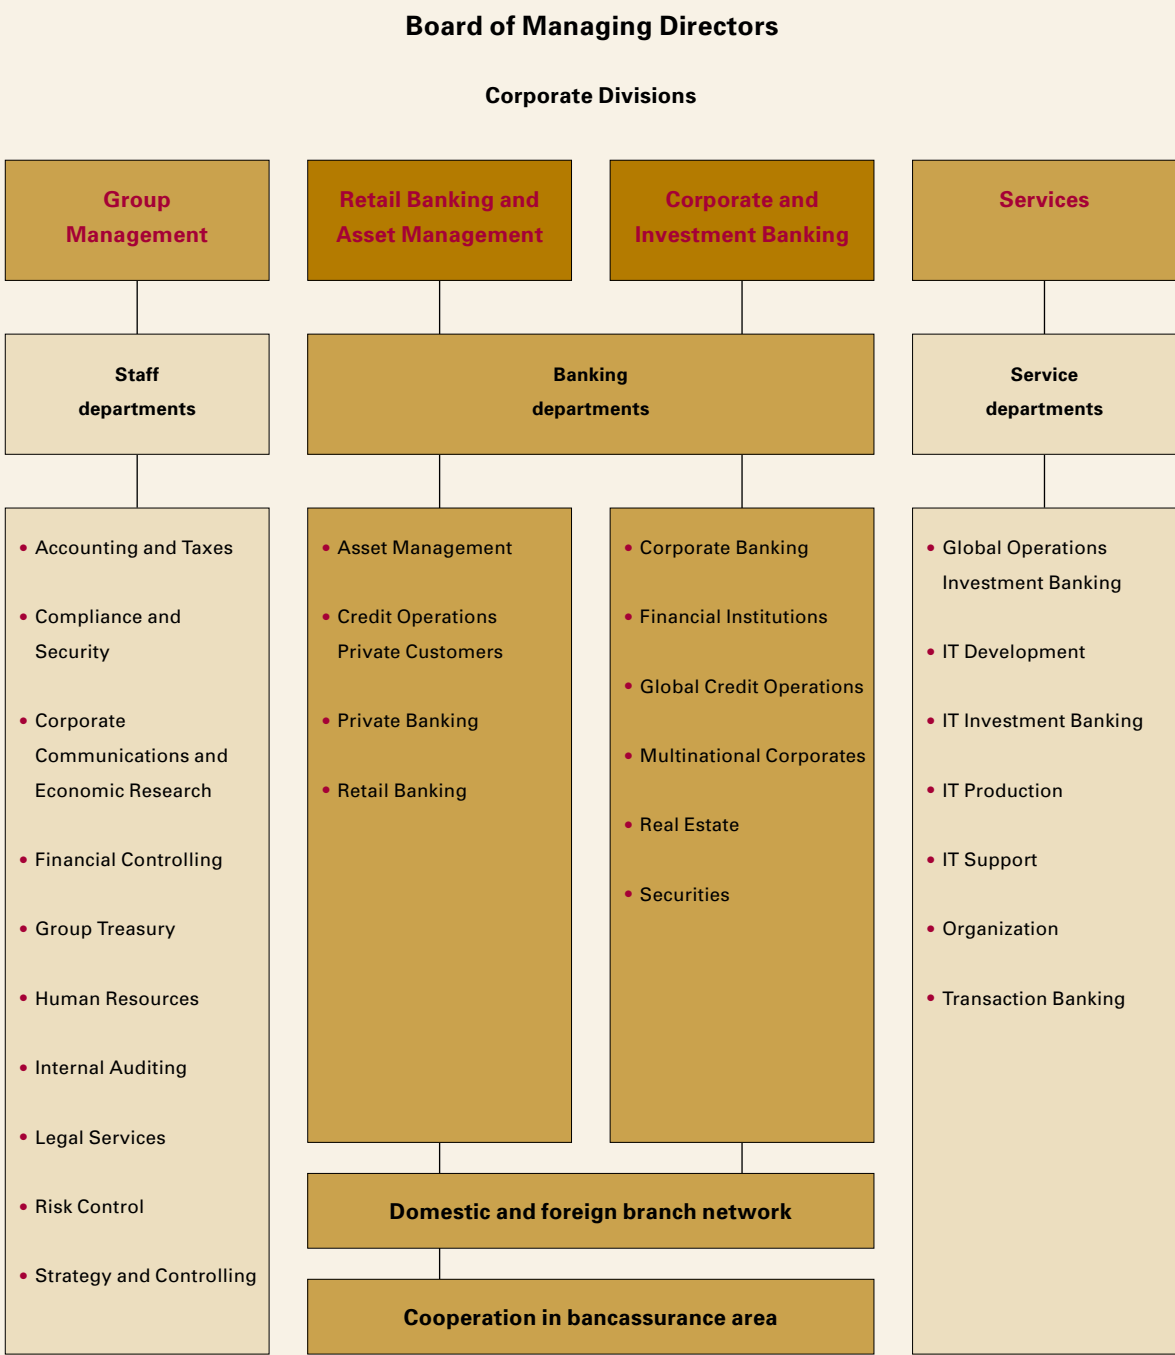 Board of Managing Directors
Corporate Divisions
Group
Management
Retail Banking and
Asset Management
Corporate and
Investment Banking
Services
Staff
departments
Banking
departments
Service
departments
• Accounting and Taxes
• Compliance and
Security
• Corporate
Communications and
Economic Research
• Financial Controlling
• Group Treasury
• Human Resources
• Internal Auditing
• Legal Services
• Risk Control
• Strategy and Controlling
• Asset Management
• Credit Operations
Private Customers
• Private Banking
• Retail Banking
• Corporate Banking
• Financial Institutions
• Global Credit Operations
• Multinational Corporates
• Real Estate
• Securities
• Global Operations
Investment Banking
• IT Development
• IT Investment Banking
• IT Production
• IT Support
• Organization
• Transaction Banking
Domestic and foreign branch network
Cooperation in bancassurance area